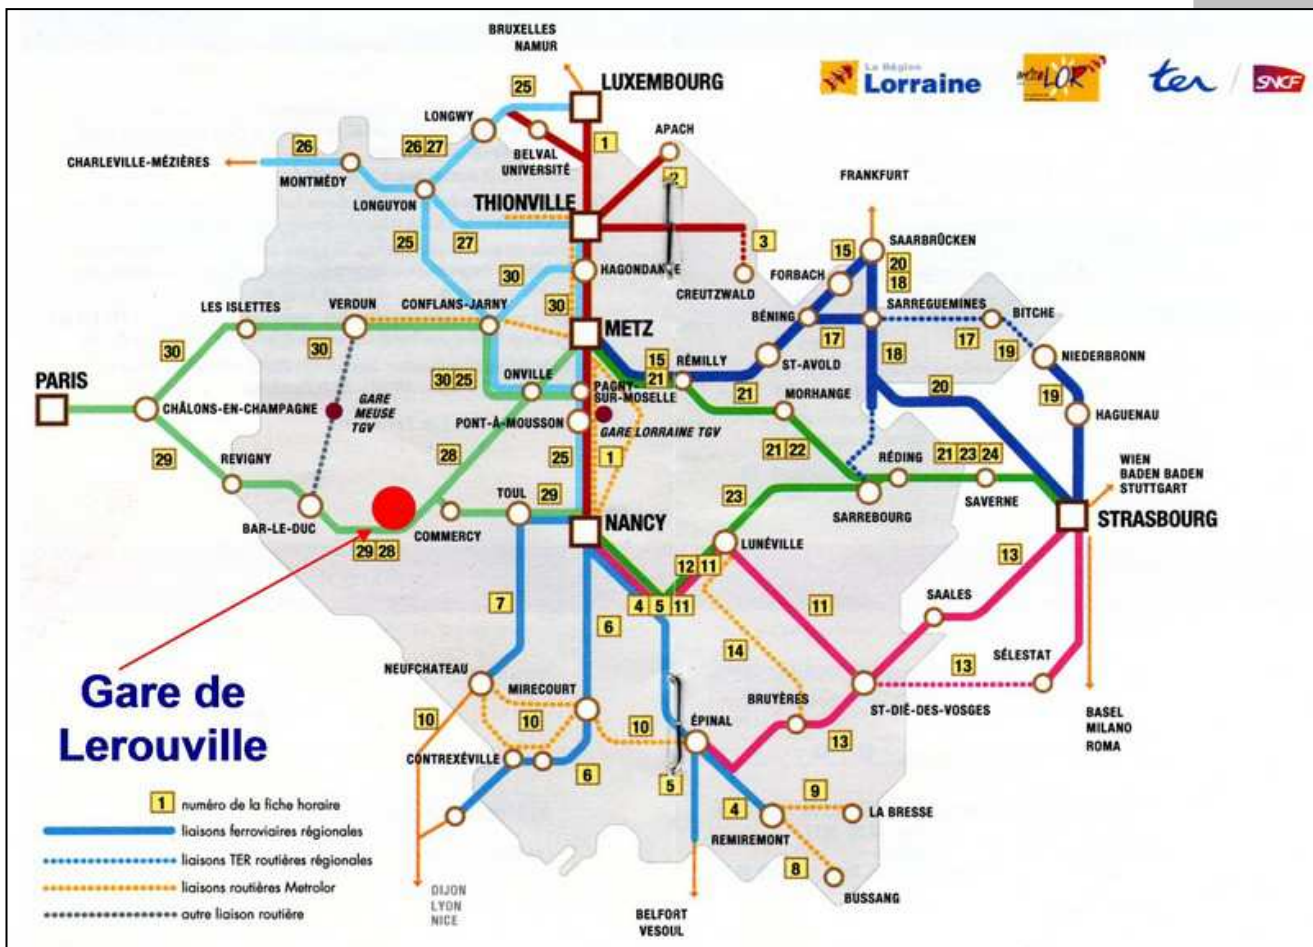 BRUXELLES
NAMUR
LUXEMBOURG
La Région
Lorraine
métroLOR
ter
SNCF
25
LONGWY
BELVAL
UNIVERSITÉ
1
APACH
26
26 27
CHARLEVILLE-MÉZIÈRES
MONTMÉDY
LONGUYON
THIONVILLE
2
FRANKFURT
25
27
3
15
SAARBRÜCKEN
20
18
30
HAGONDANGE
FORBACH
CREUTZWALD
LES ISLETTES
VERDUN
CONFLANS-JARNY
30
SARREGUEMINES
BITCHE
30
30
METZ
BÉNING
17
17
19
NIEDERBRONN
18
ST-AVOLD
15
21
RÉMILLY
PARIS
30 25
ONVILLE
21
MORHANGE
20
19
HAGUENAU
CHÂLONS-EN-CHAMPAGNE
GARE
MEUSE
TGV
PAGNY-
SUR-MOSELLE
PONT-À-MOUSSON
GARE LORRAINE TGV
29
REVIGNY
28
25
1
21 22
RÉDING
21 23 24
WIEN
BADEN BADEN
STUTTGART
TOUL
29
23
SARREBOURG
SAVERNE
BAR-LE-DUC
COMMERCY
NANCY
STRASBOURG
29 28
LUNÉVILLE
12 11
13
7
6
4 5 11
11
SAALES
14
SÉLESTAT
NEUFCHATEAU
MIRECOURT
13
Gare de
Lerouville
10
10
10
BRUYÈRES
ST-DIÉ-DES-VOSGES
ÉPINAL
13
BASEL
MILANO
ROMA
CONTREXÉVILLE
6
5
4
9
LA BRESSE
REMIREMONT
8
BUSSANG
1 numéro de la fiche horaire
liaisons ferroviaires régionales
liaisons TER routières régionales
liaisons routières Metrolor
autre liaison routière
DIJON
LYON
NICE
BELFORT
VESOUL